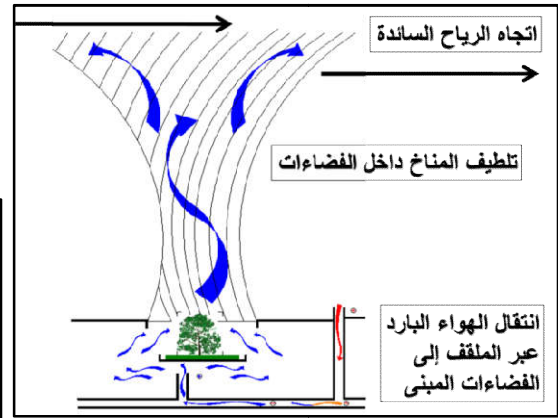 اتجاه الرياح السائدة
تلطيف المناخ داخل الفضاءات
انتقال الهواء البارد
عبر الملقف إلى
الفضاءات المبنى